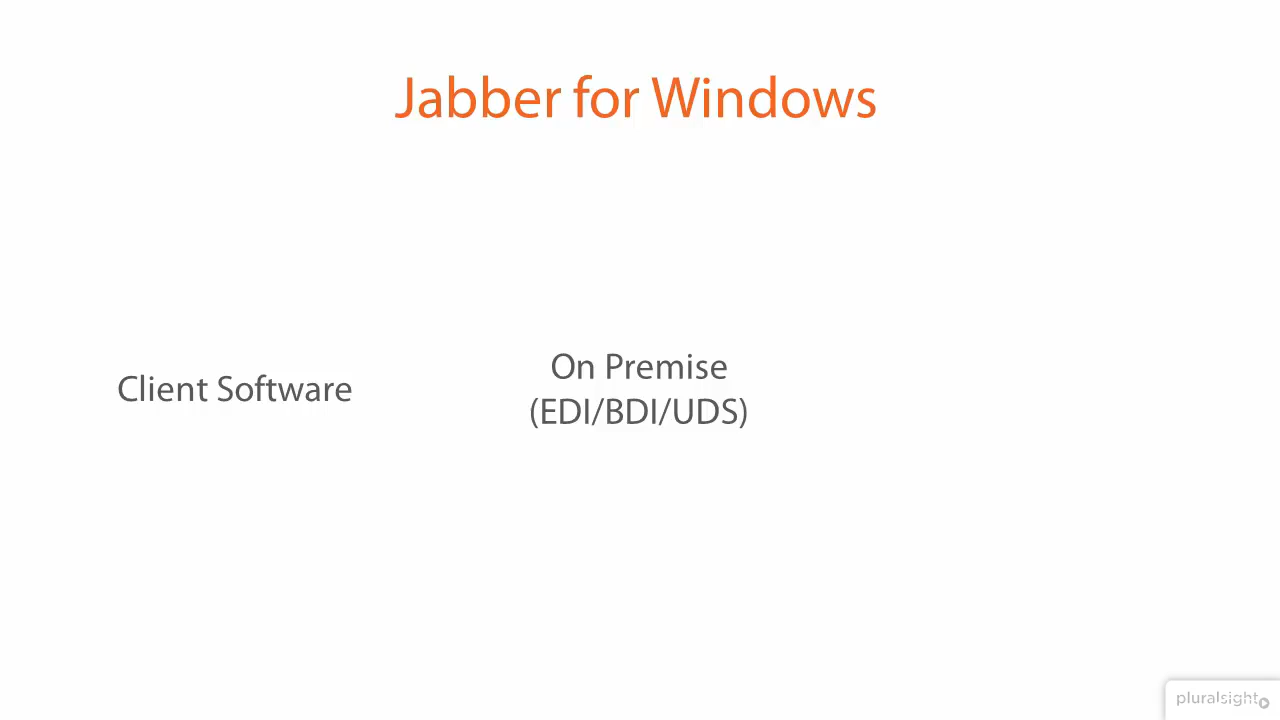 Jabber for Windows
Client Software
On Premise
(EDI/BDI/UDS)
pluralsight